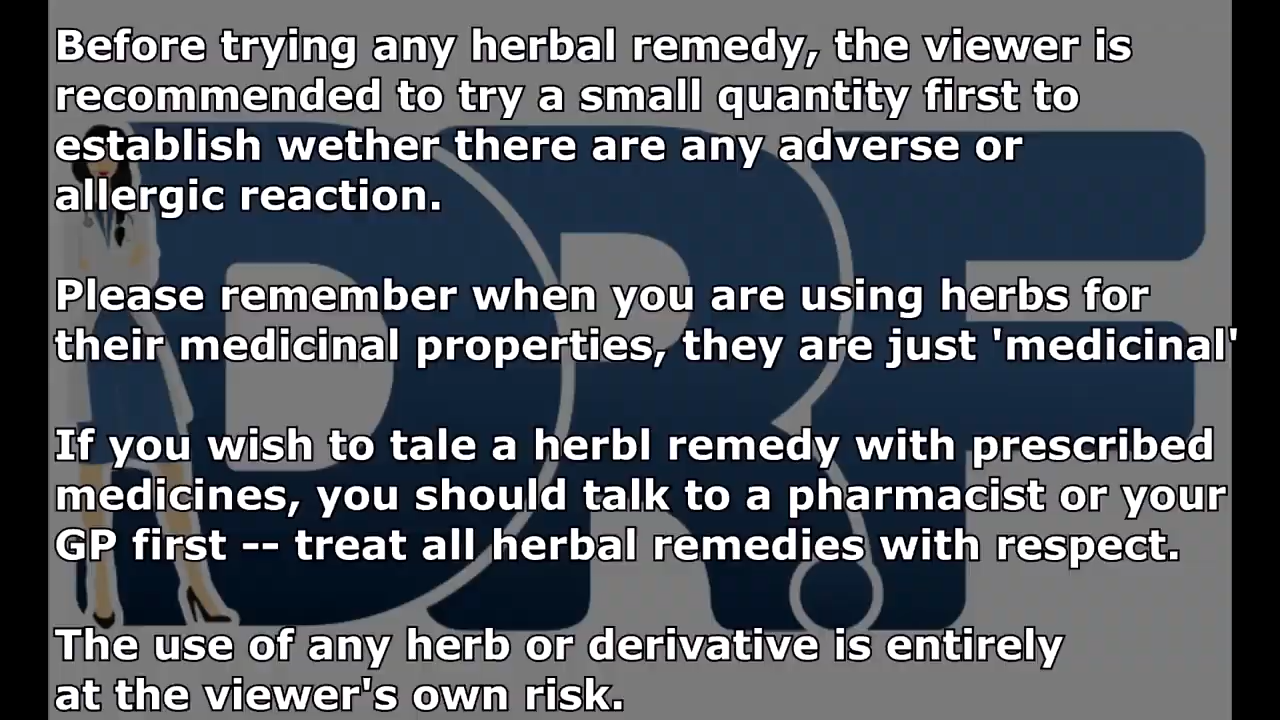 Before trying any herbal remedy, the viewer is
recommended to try a small quantity first to
establish wether there are any adverse or
allergic reaction.
Please remember when you are using herbs for
their medicinal properties, they are just 'medicinal'
If you wish to tale a herbl remedy with prescribed
medicines, you should talk to a pharmacist or your
GP first -- treat all herbal remedies with respect.
The use of any herb or derivative is entirely
at the viewer's own risk.
DRF